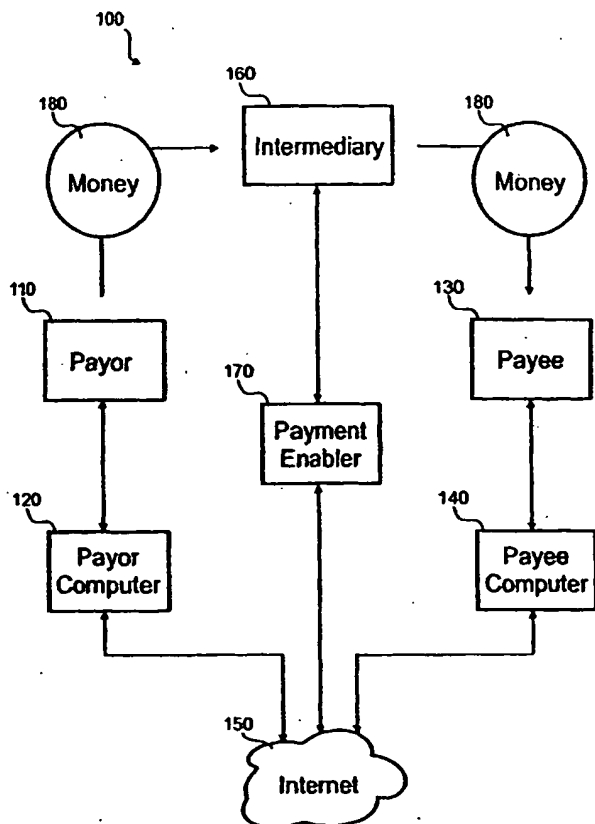 100
160
180
180
Intermediary
Money
Money
110
130
Payor
170
Payee
Payment
Enabler
120
140
Payor
Computer
Payee
Computer
150
Internet